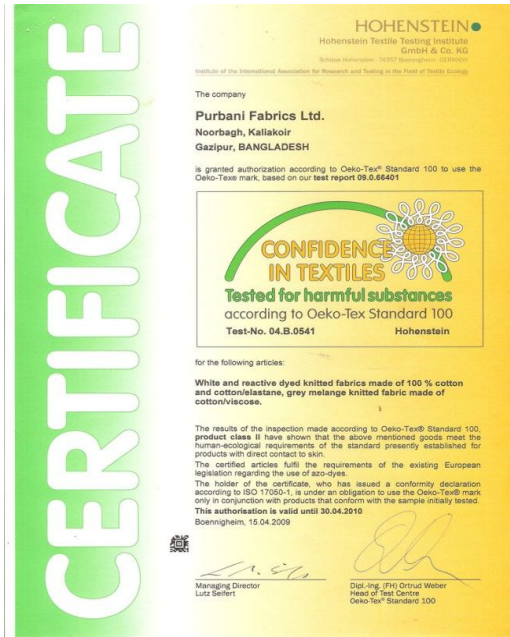 CERTIFICATE
HOHENSTEIN
Hohenstein Textile Testing Institute
GmbH & Co. KG
Schloss Hohenstein · 74357 Boennigheim · GERMANY
Institute of the International Association for Research and Testing in the Field of Textile Ecology
The company
Purbani Fabrics Ltd.
Noorbagh, Kaliakoir
Gazipur, BANGLADESH
is granted authorization according to Oeko-Tex® Standard 100 to use the
Oeko-Tex® mark, based on our test report 09.0.66401
CONFIDENCE
IN TEXTILES
Tested for harmful substances
according to Oeko-Tex Standard 100
Test-No. 04.B.0541 Hohenstein
for the following articles:
White and reactive dyed knitted fabrics made of 100 % cotton
and cotton/elastane, grey melange knitted fabric made of
cotton/viscose.
The results of the inspection made according to Oeko-Tex® Standard 100,
product class II have shown that the above mentioned goods meet the
human-ecological requirements of the standard presently established for
products with direct contact to skin.
The certified articles fulfil the requirements of the existing European
legislation regarding the use of azo-dyes.
The holder of the certificate, who has issued a conformity declaration
according to ISO 17050-1, is under an obligation to use the Oeko-Tex® mark
only in conjunction with products that conform with the sample initially tested.
This authorisation is valid until 30.04.2010
Boennigheim, 15.04.2009
Managing Director
Lutz Seifert
Dipl.-Ing. (FH) Ortrud Weber
Head of Test Centre
Oeko-Tex® Standard 100